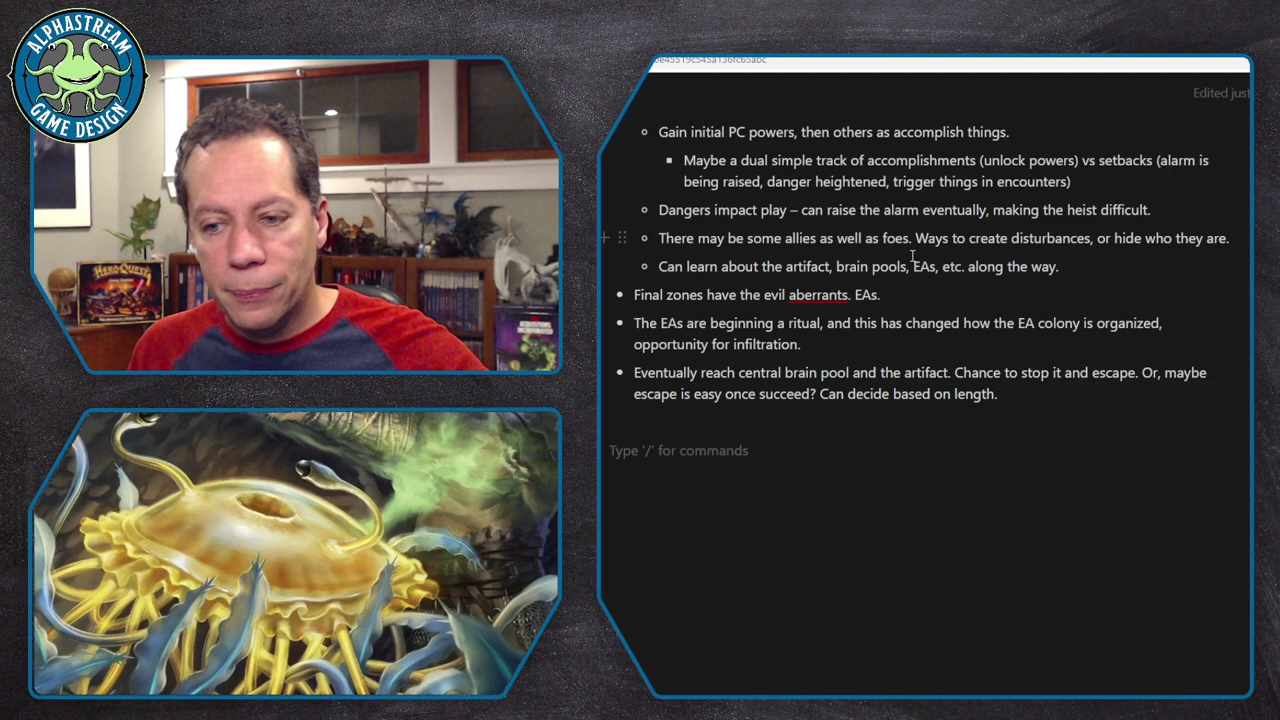 ALPHASTREAM
GAME DESIGN
HEROQUEST
Edited just
Gain initial PC powers, then others as accomplish things.
Maybe a dual simple track of accomplishments (unlock powers) vs setbacks (alarm is
being raised, danger heightened, trigger things in encounters)
Dangers impact play – can raise the alarm eventually, making the heist difficult.
There may be some allies as well as foes. Ways to create disturbances, or hide who they are.
Can learn about the artifact, brain pools, EAs, etc. along the way.
Final zones have the evil aberrants. EAs.
The EAs are beginning a ritual, and this has changed how the EA colony is organized,
opportunity for infiltration.
Eventually reach central brain pool and the artifact. Chance to stop it and escape. Or, maybe
escape is easy once succeed? Can decide based on length.
Type '/' for commands